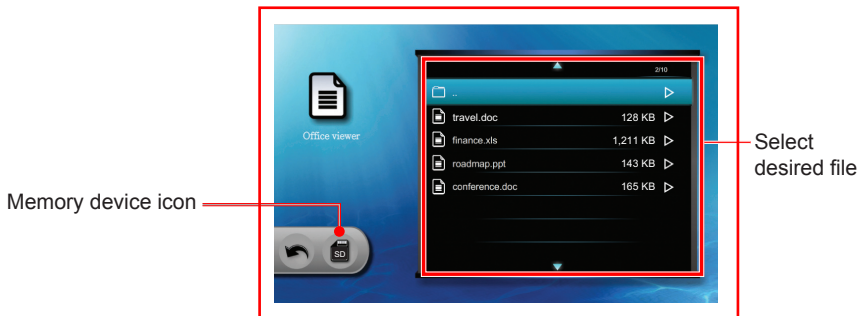 2/10
..
travel.doc 128 KB
Office viewer
finance.xls 1,211 KB
Select
desired file
roadmap.ppt 143 KB
conference.doc 165 KB
Memory device icon
SD